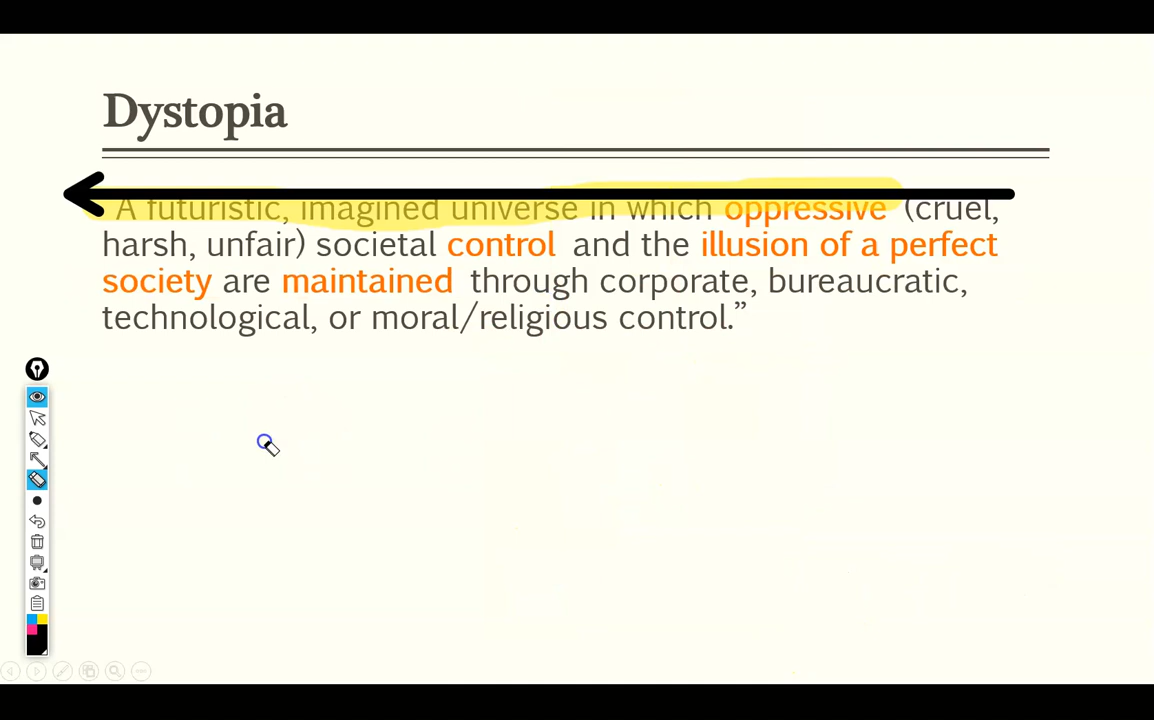 Dystopia
A futuristic, imagined universe in which oppressive (cruel,
harsh, unfair) societal control and the illusion of a perfect
society are maintained through corporate, bureaucratic,
technological, or moral/religious control.”